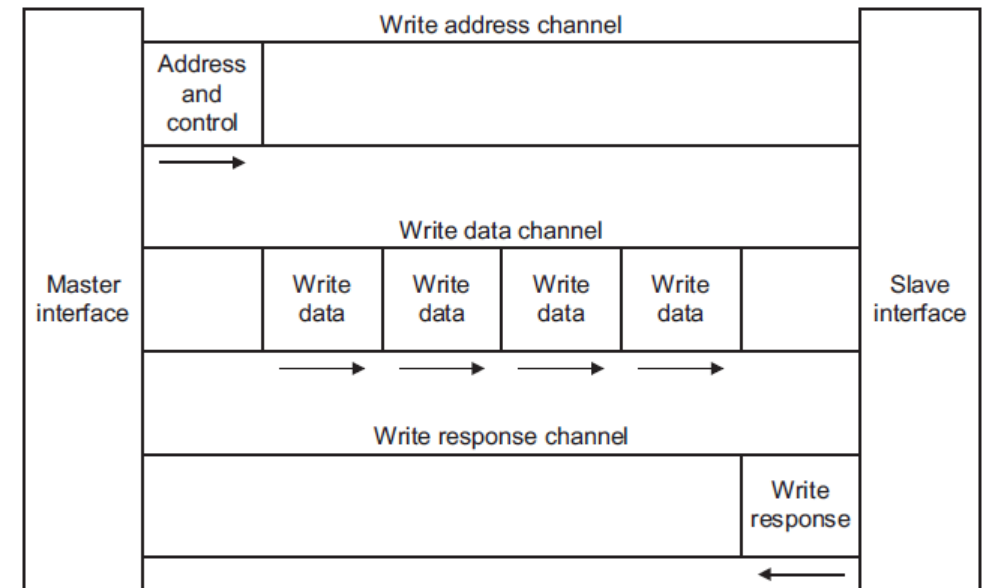 Write address channel
Address
and
control
Write data channel
Master
interface
Write
data
Write
data
Write
data
Write
data
Slave
interface
Write response channel
Write
response